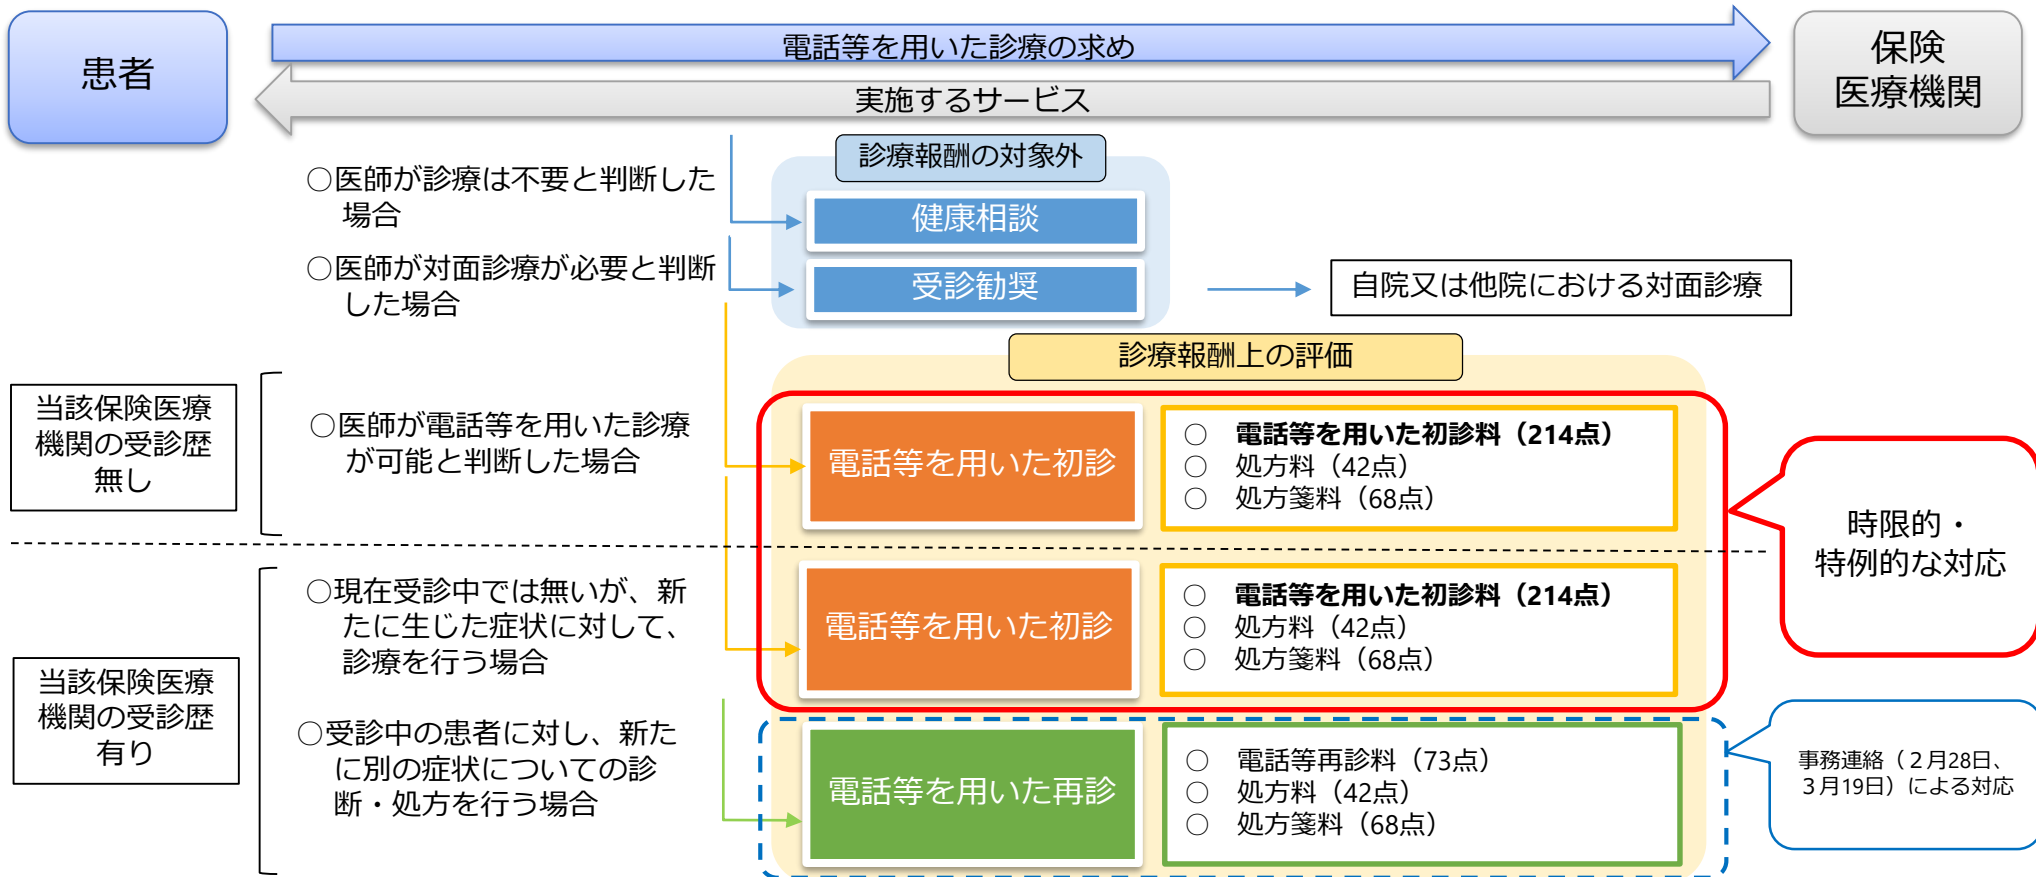 患者
電話等を用いた診療の求め
実施するサービス
保険
医療機関
診療報酬の対象外
○医師が診療は不要と判断した
場合
健康相談
○医師が対面診療が必要と判断
した場合
受診勧奨
自院又は他院における対面診療
診療報酬上の評価
当該保険医療
機関の受診歴
無し
○医師が電話等を用いた診療
が可能と判断した場合
電話等を用いた初診
○ 電話等を用いた初診料（214点）
○ 処方料（42点）
○ 処方箋料（68点）
時限的・
特例的な対応
当該保険医療
機関の受診歴
有り
○現在受診中では無いが、新
たに生じた症状に対して、
診療を行う場合
電話等を用いた初診
○ 電話等を用いた初診料（214点）
○ 処方料（42点）
○ 処方箋料（68点）
○受診中の患者に対し、新た
に別の症状についての診
断・処方を行う場合
電話等を用いた再診
○ 電話等再診料（73点）
○ 処方料（42点）
○ 処方箋料（68点）
事務連絡（２月28日、
３月19日）による対応